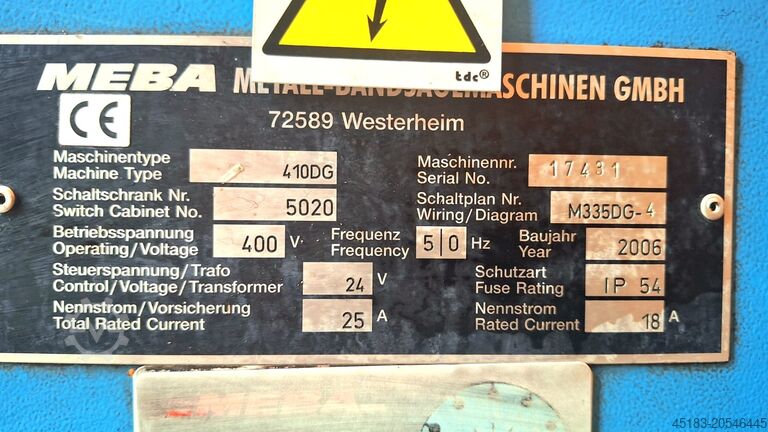 tdc®
MEBA METALL-BANDSÄGEMASCHINEN GMBH
72589 Westerheim
CE
Maschinentype
Machine Type 410DG
Maschinennr.
Serial No. 17431
Schaltschrank Nr.
Switch Cabinet No. 5020
Schaltplan Nr.
Wiring/Diagram M335DG-4
Betriebsspannung
Operating/Voltage 400 V
Frequenz
Frequency 50 Hz
Baujahr
Year 2006
Steuerspannung/Trafo
Control/Voltage/Transformer 24 V
Schutzart
Fuse Rating IP 54
Nennstrom/Vorsicherung
Total Rated Current 25 A
Nennstrom
Rated Current 18 A
MEBA
45183-20546445